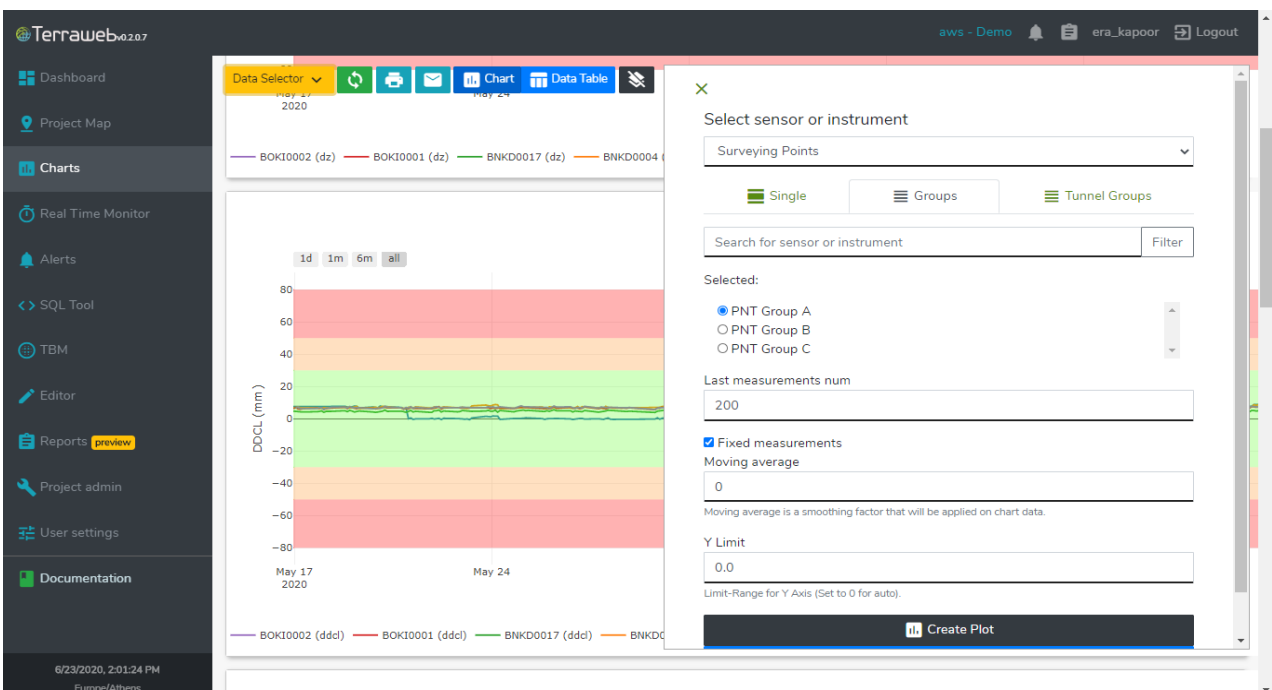 Terraweb v0.2.0.7
aws - Demo
era_kapoor
Logout
Dashboard
Project Map
Charts
Real Time Monitor
Alerts
SQL Tool
TBM
Editor
Reports preview
Project admin
User settings
Documentation
6/23/2020, 2:01:24 PM
Europe/Athens
Data Selector
Chart
Data Table
May 17
2020
May 24
BOKI0002 (dz)
BOKI0001 (dz)
BNKD0017 (dz)
BNKD0004 (
1d 1m 6m all
80
60
40
20
0
−20
−40
−60
−80
DDCL (mm)
May 17
2020
May 24
BOKI0002 (ddcl)
BOKI0001 (ddcl)
BNKD0017 (ddcl)
Select sensor or instrument
Surveying Points
Single
Groups
Tunnel Groups
Search for sensor or instrument
Filter
Selected:
PNT Group A
PNT Group B
PNT Group C
Last measurements num
200
Fixed measurements
Moving average
0
Moving average is a smoothing factor that will be applied on chart data.
Y Limit
0.0
Limit-Range for Y Axis (Set to 0 for auto).
Create Plot